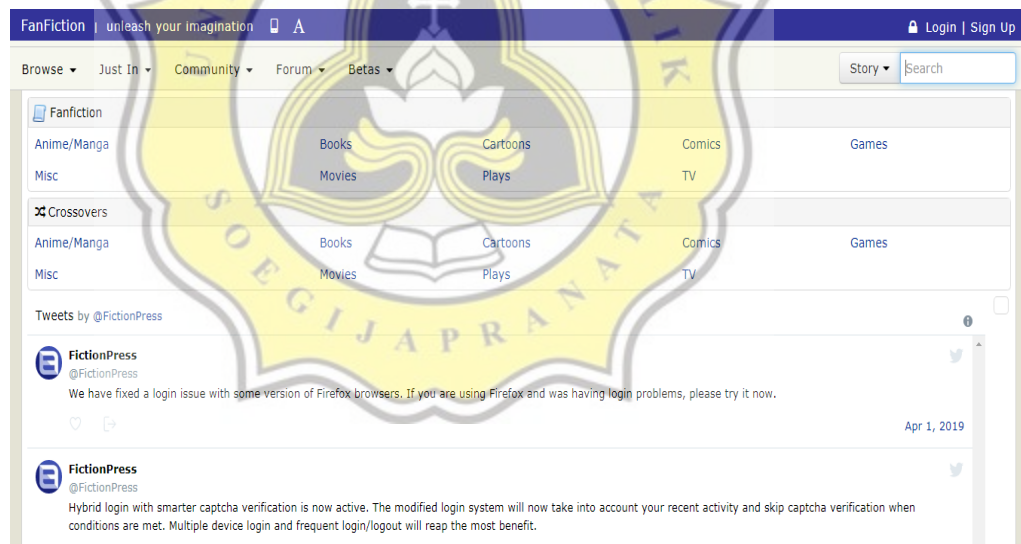 FanFiction | unleash your imagination A Login | Sign Up
Browse Just In Community Forum Betas Story Search
Fanfiction
Anime/Manga Books Cartoons Comics Games
Misc Movies Plays TV
Crossovers
Anime/Manga Books Cartoons Comics Games
Misc Movies Plays TV
Tweets by @FictionPress
FictionPress
@FictionPress
We have fixed a login issue with some version of Firefox browsers. If you are using Firefox and was having login problems, please try it now.
Apr 1, 2019
FictionPress
@FictionPress
Hybrid login with smarter captcha verification is now active. The modified login system will now take into account your recent activity and skip captcha verification when
conditions are met. Multiple device login and frequent login/logout will reap the most benefit.
SOEGIJAPRANATA